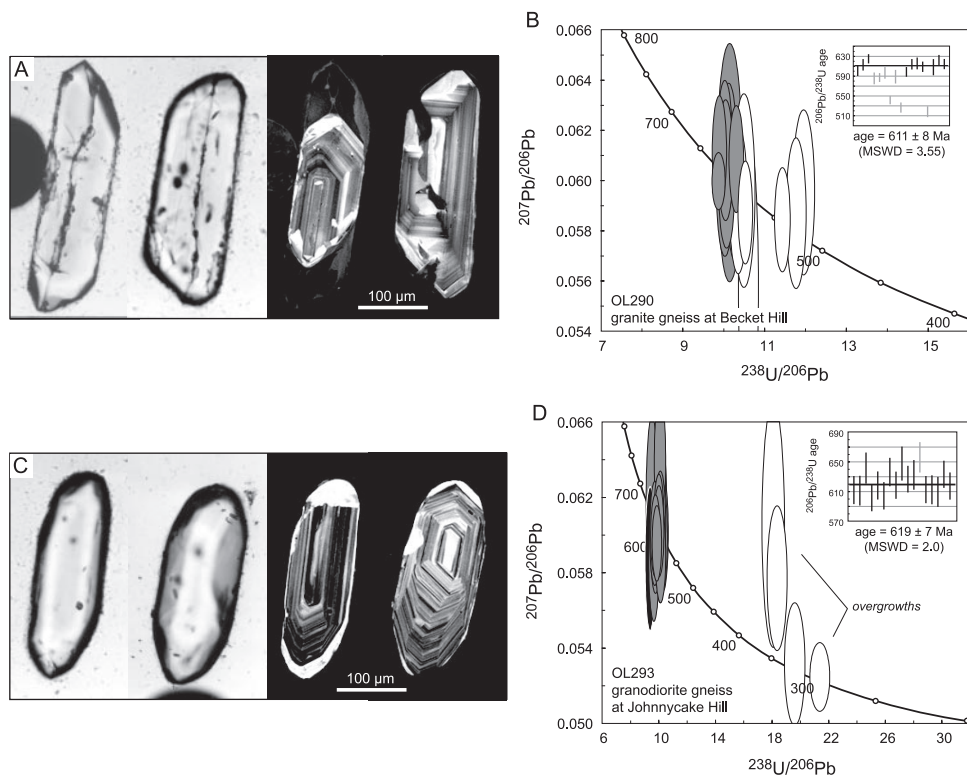 A
100 µm
B
0.066
0.064
0.062
0.060
0.058
0.056
0.054
207Pb/206Pb
800
700
500
400
630
590
550
510
206Pb/238U age
age = 611 ± 8 Ma
(MSWD = 3.55)
OL290
granite gneiss at Becket Hill
7 9 11 13 15
238U/206Pb
C
100 µm
D
0.066
0.062
0.058
0.054
0.050
207Pb/206Pb
700
600
500
400
300
690
650
610
570
206Pb/238U age
age = 619 ± 7 Ma
(MSWD = 2.0)
overgrowths
OL293
granodiorite gneiss
at Johnnycake Hill
6 10 14 18 22 26 30
238U/206Pb